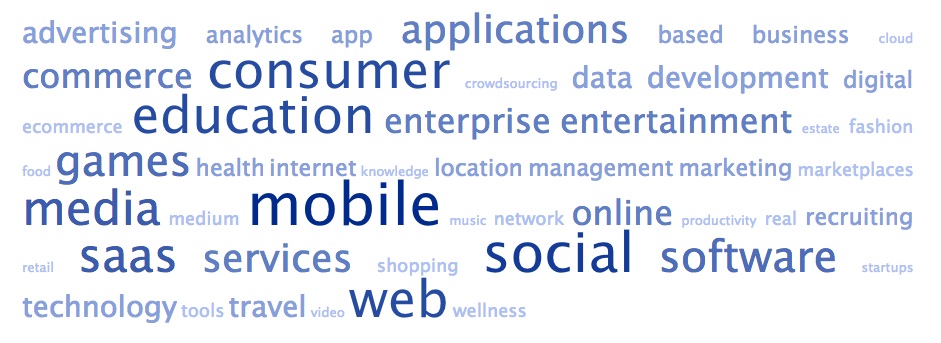 advertising analytics app applications based business cloud
commerce consumer crowdsourcing data development digital
ecommerce education enterprise entertainment estate fashion
food games health internet knowledge location management marketing marketplaces
media medium mobile music network online productivity real recruiting
retail saas services shopping social software startups
technology tools travel video web wellness